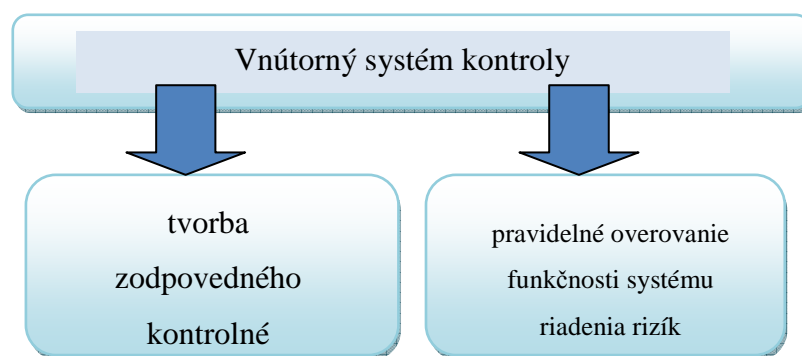 Vnútorný systém kontroly
tvorba
zodpovedného
kontrolné
pravidelné overovanie
funkčnosti systému
riadenia rizík